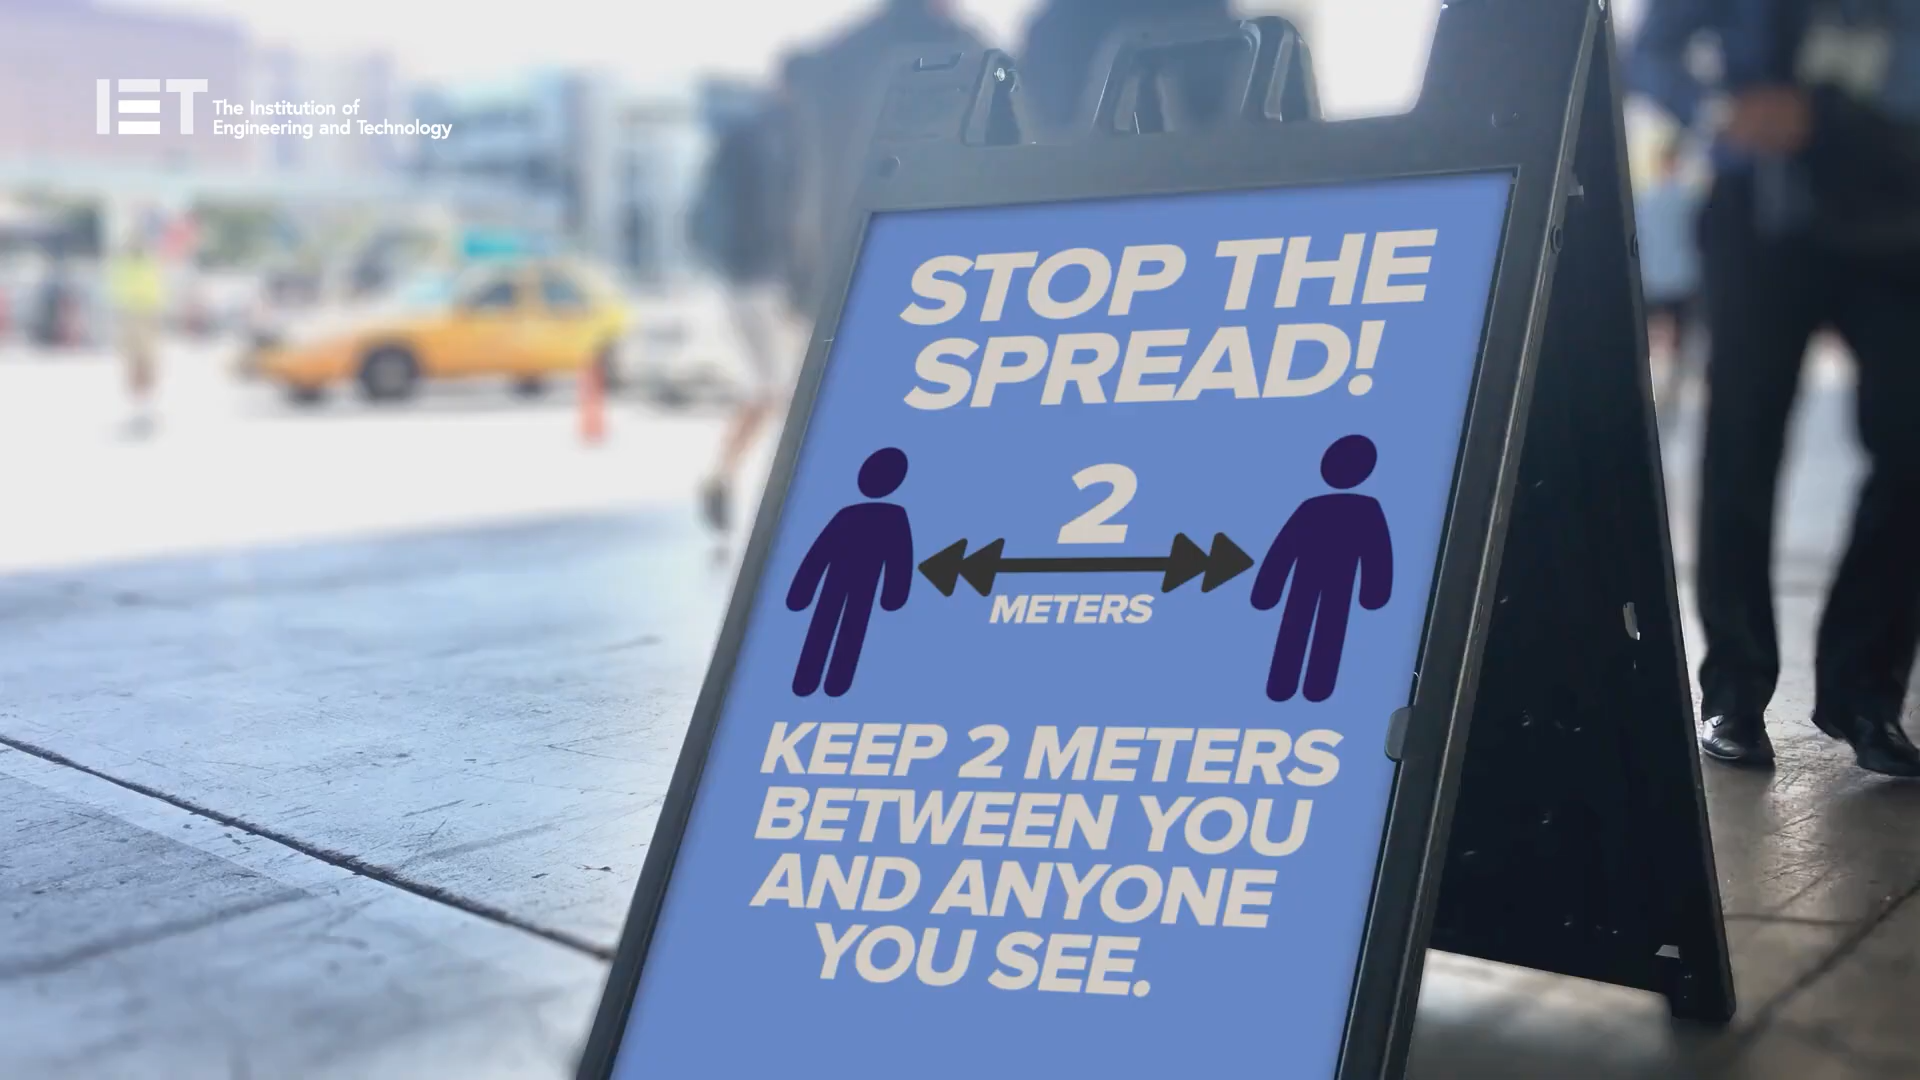 IET
The Institution of
Engineering and Technology
STOP THE
SPREAD!
2
METERS
KEEP 2 METERS
BETWEEN YOU
AND ANYONE
YOU SEE.